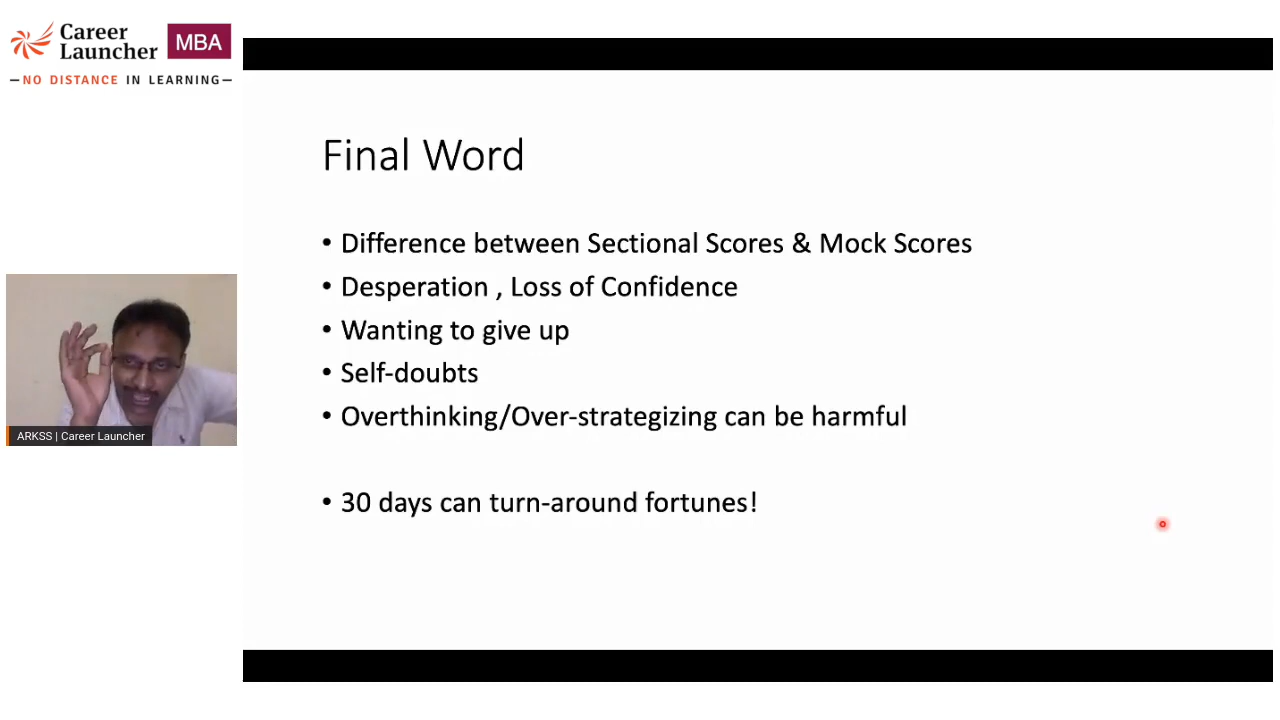 Career
Launcher
MBA
—NO DISTANCE IN LEARNING—
Final Word
• Difference between Sectional Scores & Mock Scores
• Desperation , Loss of Confidence
• Wanting to give up
• Self-doubts
• Overthinking/Over-strategizing can be harmful
• 30 days can turn-around fortunes!
ARKSS | Career Launcher